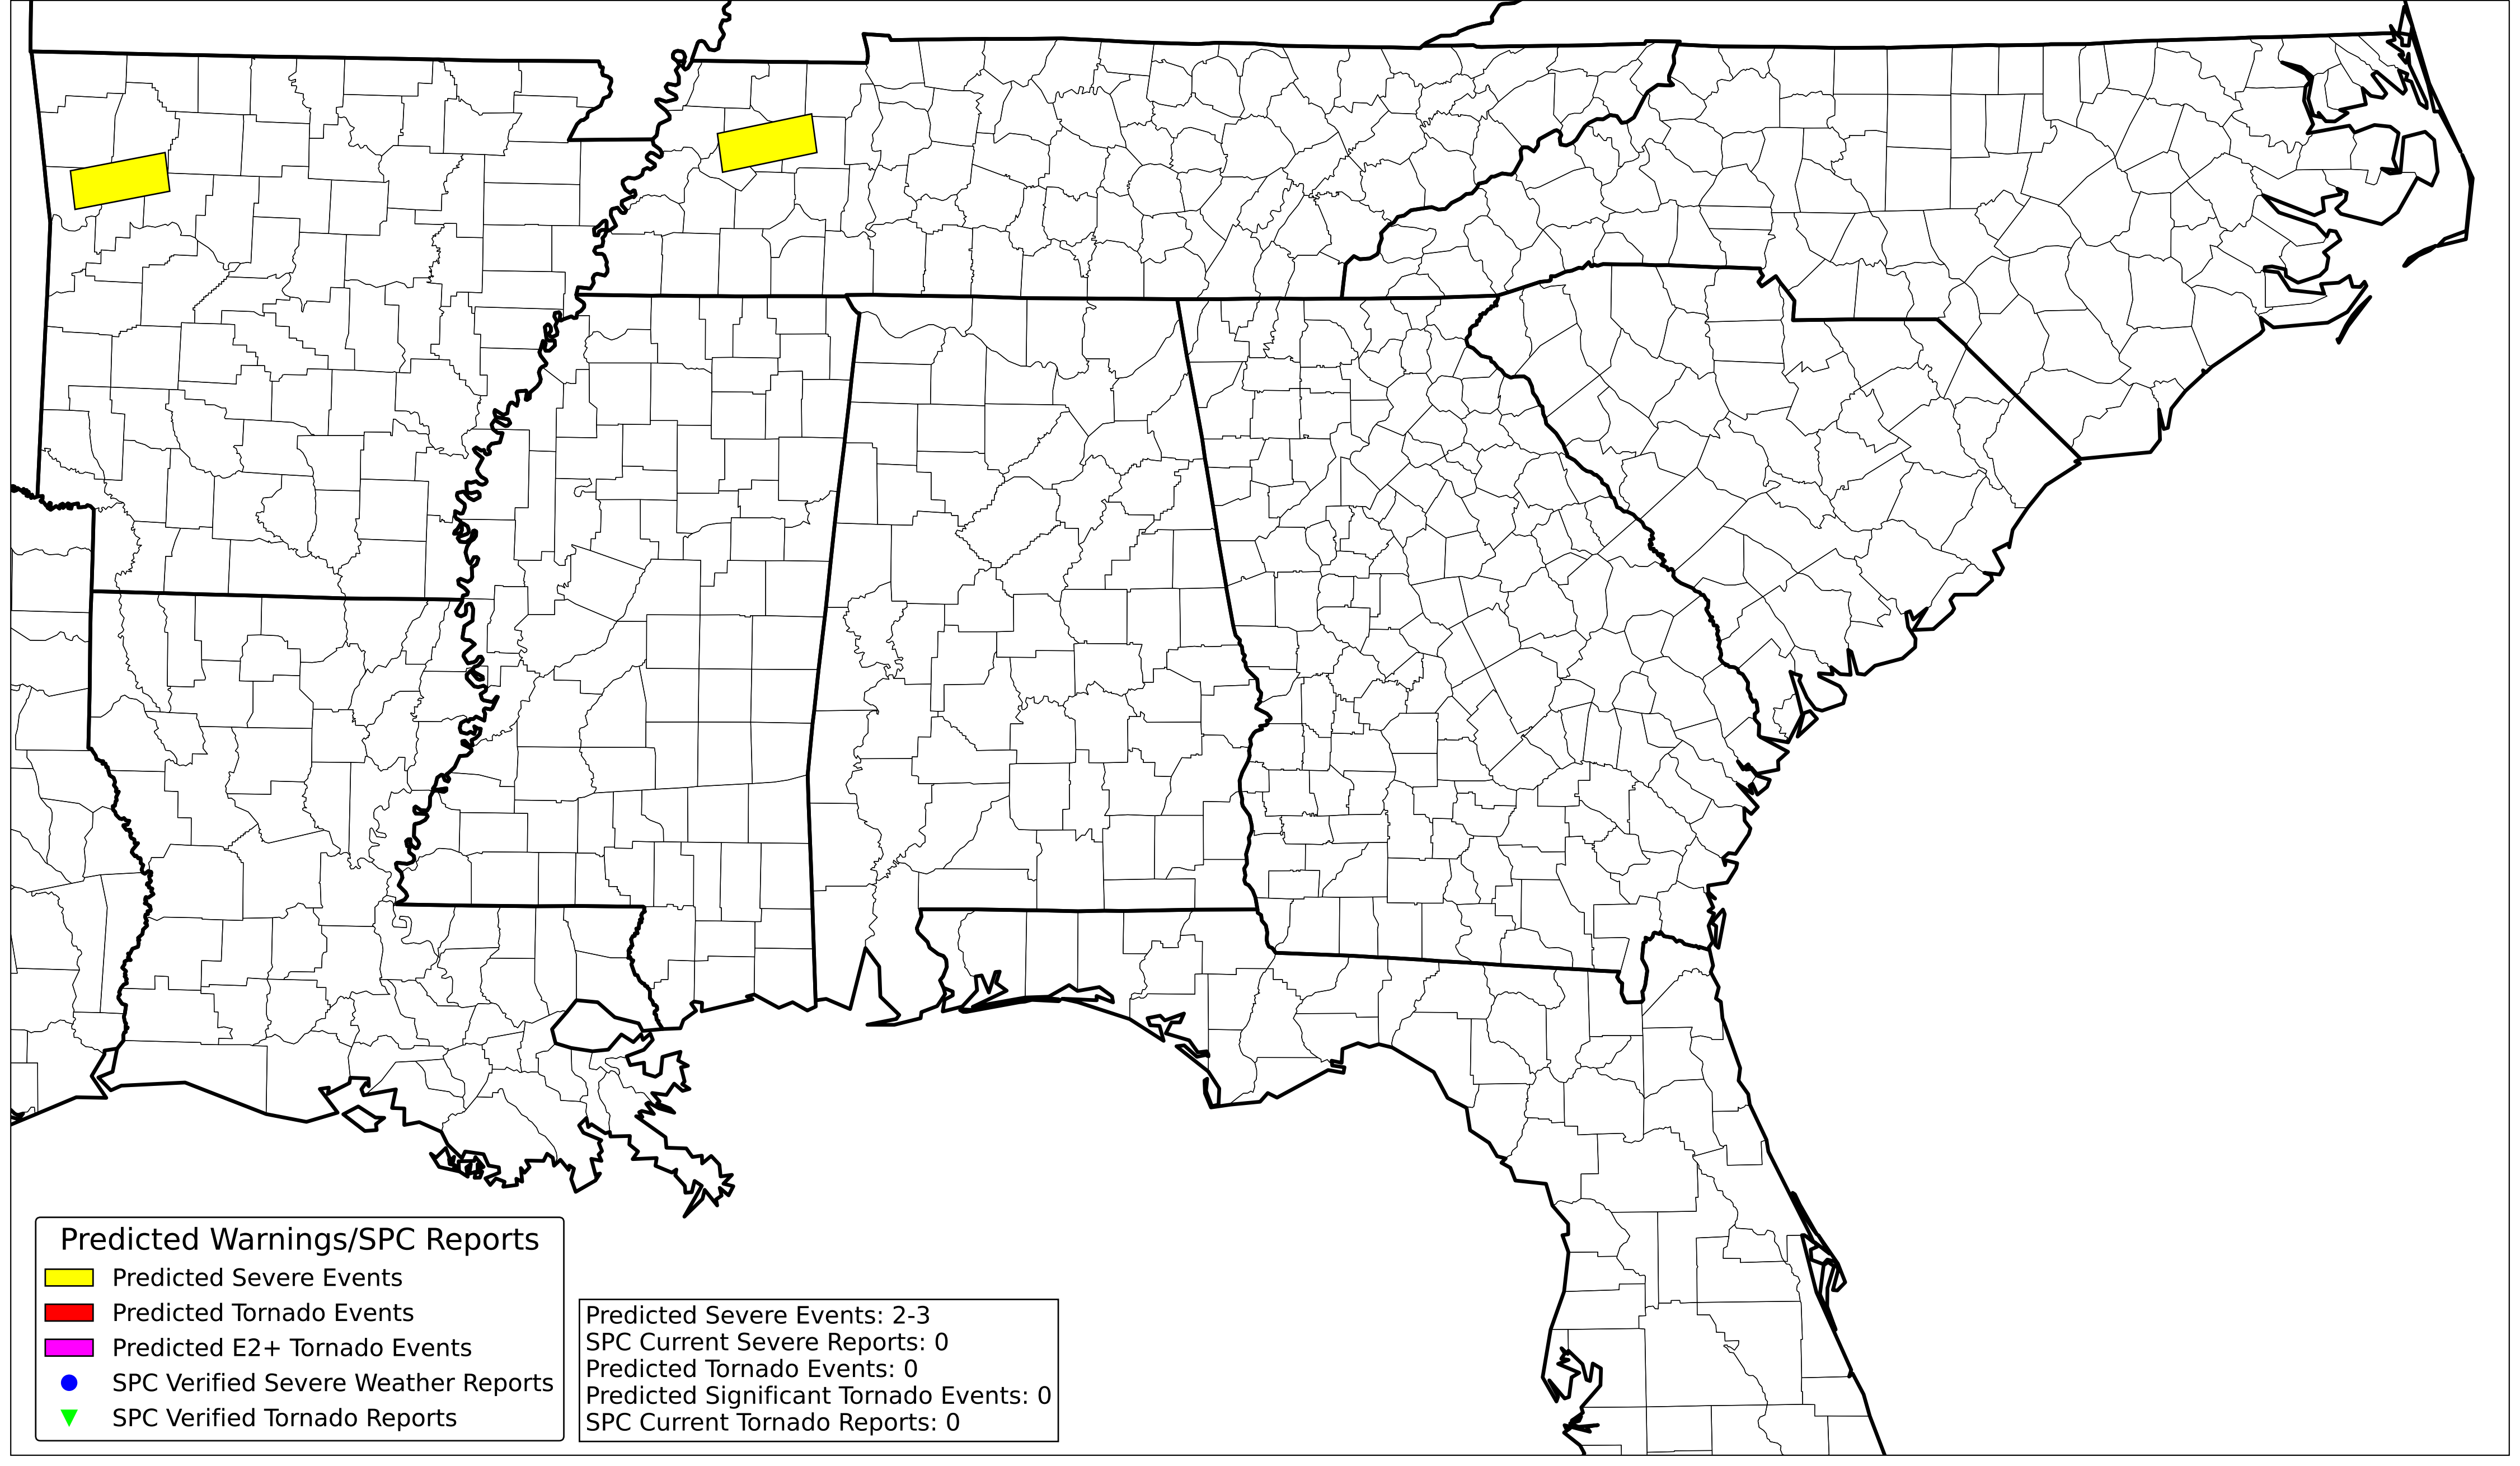 Predicted Warnings/SPC Reports
Predicted Severe Events
Predicted Tornado Events
Predicted E2+ Tornado Events
SPC Verified Severe Weather Reports
SPC Verified Tornado Reports
Predicted Severe Events: 2-3
SPC Current Severe Reports: 0
Predicted Tornado Events: 0
Predicted Significant Tornado Events: 0
SPC Current Tornado Reports: 0